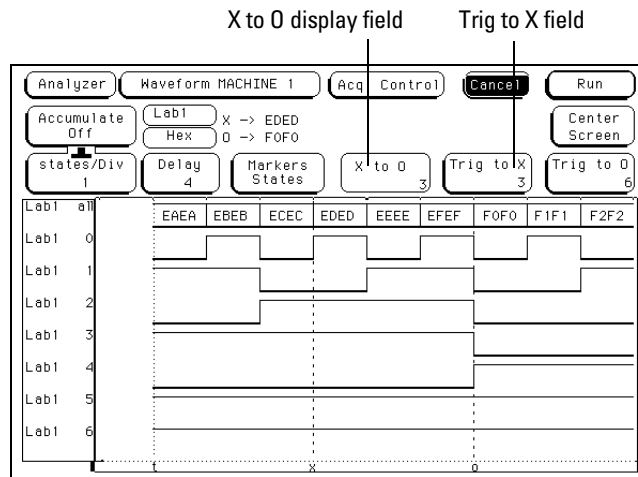 X to O display field Trig to X field
Analyzer Waveform MACHINE 1 Acq Control Cancel Run
Accumulate Off Lab1 X -> EDED Center Screen
Hex O -> F0F0
states/Div 1 Delay 4 Markers States X to O 3 Trig to X 3 Trig to O 6
Lab1 all EAEA EBEB ECEC EDED EEEE EFEF F0F0 F1F1 F2F2
Lab1 0
Lab1 1
Lab1 2
Lab1 3
Lab1 4
Lab1 5
Lab1 6
t X O